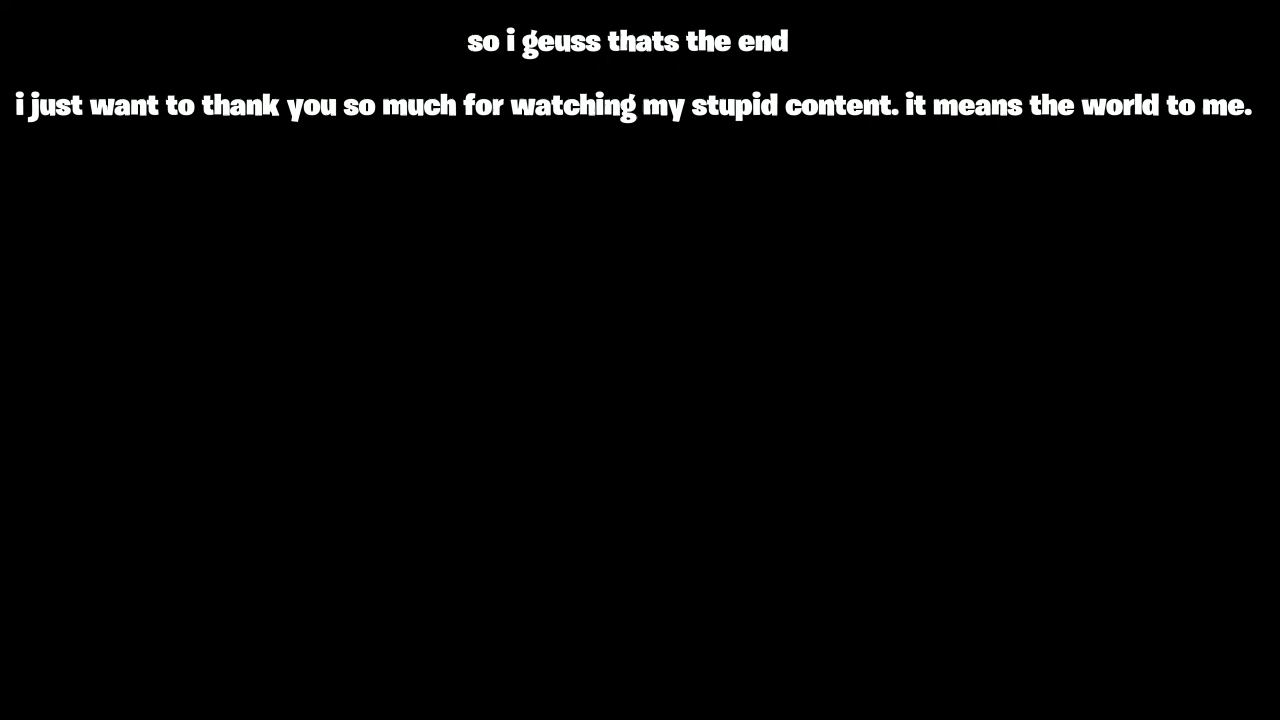 so i geuss thats the end
i just want to thank you so much for watching my stupid content. it means the world to me.